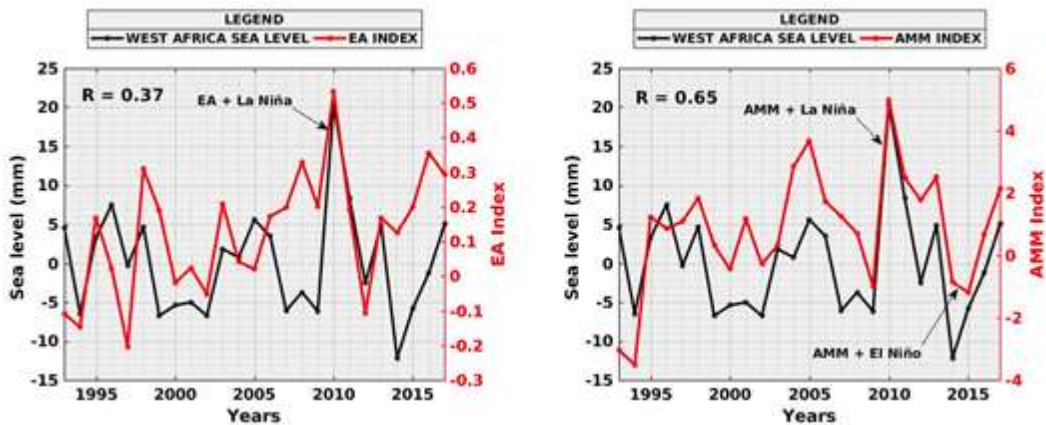 LEGEND
WEST AFRICA SEA LEVEL EA INDEX
25
20
15
10
5
0
-5
-10
-15
Sea level (mm)
R = 0.37
EA + La Niña
0.6
0.5
0.4
0.3
0.2
0.1
0
-0.1
-0.2
-0.3
EA Index
1995 2000 2005 2010 2015
Years
LEGEND
WEST AFRICA SEA LEVEL AMM INDEX
25
20
15
10
5
0
-5
-10
-15
Sea level (mm)
R = 0.65
AMM + La Niña
AMM + El Niño
6
4
2
0
-2
-4
AMM Index
1995 2000 2005 2010 2015
Years